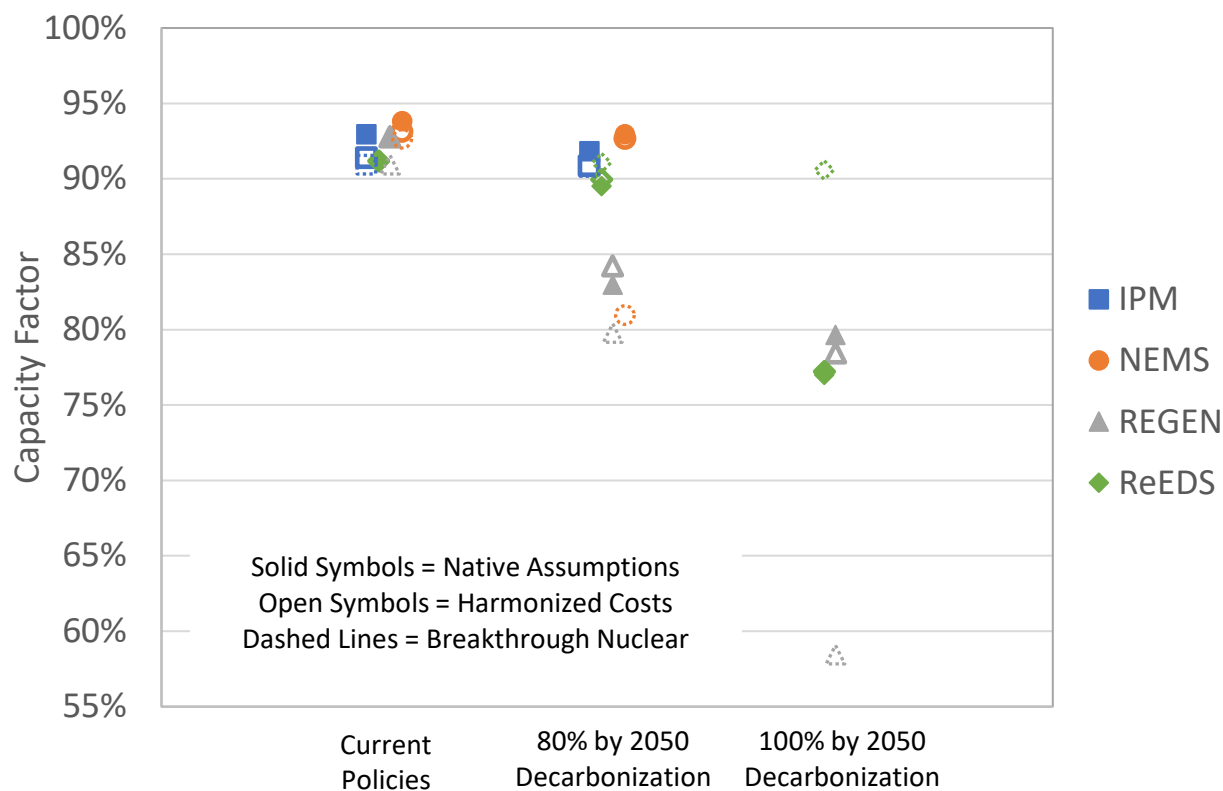 100%
95%
90%
85%
80%
75%
70%
65%
60%
55%
Capacity Factor
Solid Symbols = Native Assumptions
Open Symbols = Harmonized Costs
Dashed Lines = Breakthrough Nuclear
Current
Policies
80% by 2050
Decarbonization
100% by 2050
Decarbonization
IPM
NEMS
REGEN
ReEDS